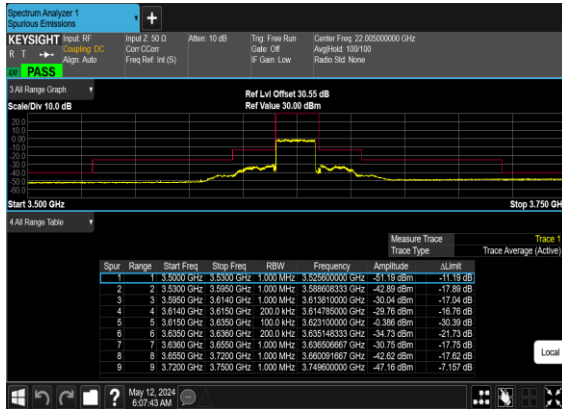 Spectrum Analyzer 1
Spurious Emissions
KEYSIGHT Input: RF Input Z: 50 Ω Atten: 10 dB Trig: Free Run Center Freq: 22.005000000 GHz
R T Coupling: DC Corr CCorr Gate: Off Avg|Hold: 100/100
Align: Auto Freq Ref: Int (S) IF Gain: Low Radio Std: None
PASS
3 All Range Graph
Ref Lvl Offset 30.55 dB
Scale/Div 10.0 dB Ref Value 30.00 dBm
20.0
10.0
0.00
-10.0
-20.0
-30.0
-40.0
-50.0
-60.0
Start 3.500 GHz Stop 3.750 GH
4 All Range Table
Measure Trace Trace 1
Trace Type Trace Average (Active)
Spur Range Start Freq Stop Freq RBW Frequency Amplitude ΔLimit
1 1 3.5000 GHz 3.5300 GHz 1.000 MHz 3.525600000 GHz -51.19 dBm -11.19 dB
2 2 3.5300 GHz 3.5950 GHz 1.000 MHz 3.588608333 GHz -42.89 dBm -17.89 dB
3 3 3.5950 GHz 3.6140 GHz 1.000 MHz 3.613810000 GHz -30.04 dBm -17.04 dB
4 4 3.6140 GHz 3.6150 GHz 200.0 kHz 3.614785000 GHz -29.76 dBm -16.76 dB
5 5 3.6150 GHz 3.6350 GHz 100.0 kHz 3.623100000 GHz -0.386 dBm -30.39 dB
6 6 3.6350 GHz 3.6360 GHz 200.0 kHz 3.635148333 GHz -34.73 dBm -21.73 dB
7 7 3.6360 GHz 3.6550 GHz 1.000 MHz 3.636506667 GHz -30.75 dBm -17.75 dB
8 8 3.6550 GHz 3.7200 GHz 1.000 MHz 3.660091667 GHz -42.62 dBm -17.62 dB
9 9 3.7200 GHz 3.7500 GHz 1.000 MHz 3.749600000 GHz -47.16 dBm -7.157 dB
Local
May 12, 2024
6:07:43 AM